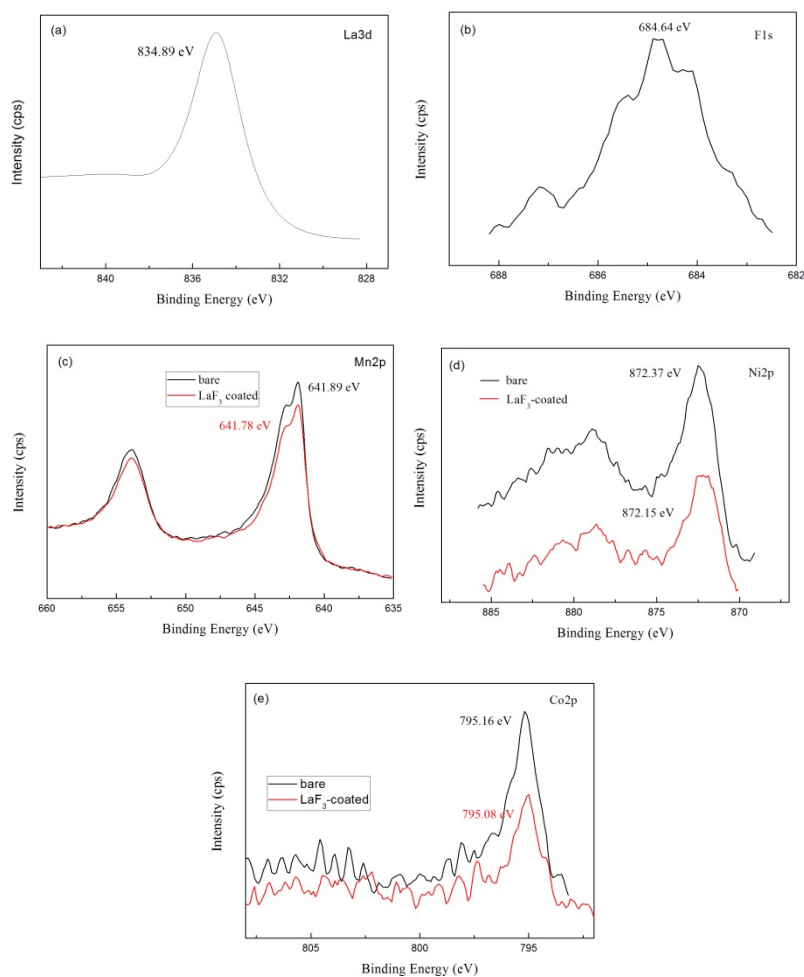 (a)
La3d
834.89 eV
Intensity (cps)
840
836
832
828
Binding Energy (eV)
(b)
684.64 eV
F1s
Intensity (cps)
688
686
684
682
Binding Energy (eV)
(c)
Mn2p
bare
LaF3 coated
641.89 eV
641.78 eV
Intensity (cps)
660
655
650
645
640
635
Binding Energy (eV)
(d)
bare
LaF3-coated
872.37 eV
Ni2p
872.15 eV
Intensity (cps)
885
880
875
870
Binding Energy (eV)
(e)
Co2p
795.16 eV
bare
LaF3-coated
795.08 eV
Intensity (cps)
805
800
795
Binding Energy (eV)